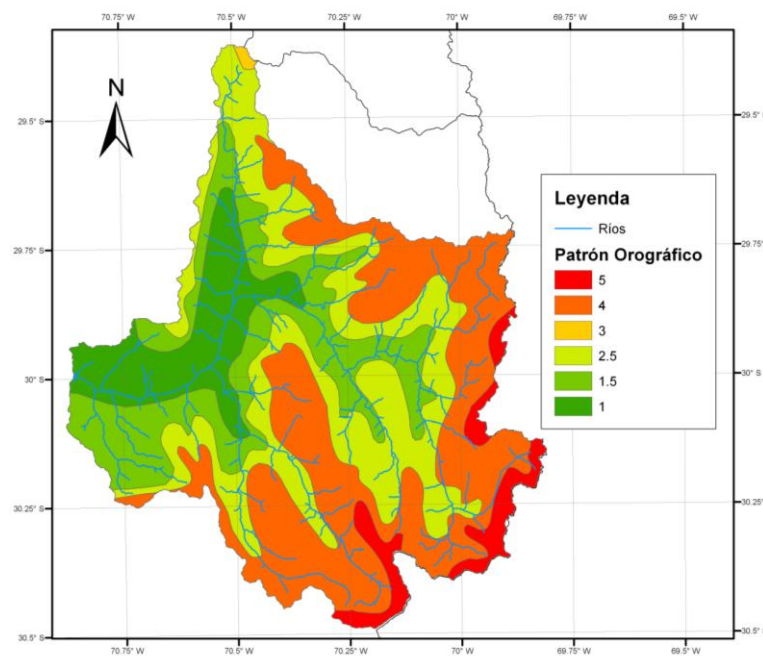 70.75° W 70.5° W 70.25° W 70° W 69.75° W 69.5° W
N
29.5° S 29.5° S
29.75° S 29.75° S
30° S 30° S
30.25° S 30.25° S
30.5° S 30.5° S
Leyenda
Ríos
Patrón Orográfico
5
4
3
2.5
1.5
1
70.75° W 70.5° W 70.25° W 70° W 69.75° W 69.5° W